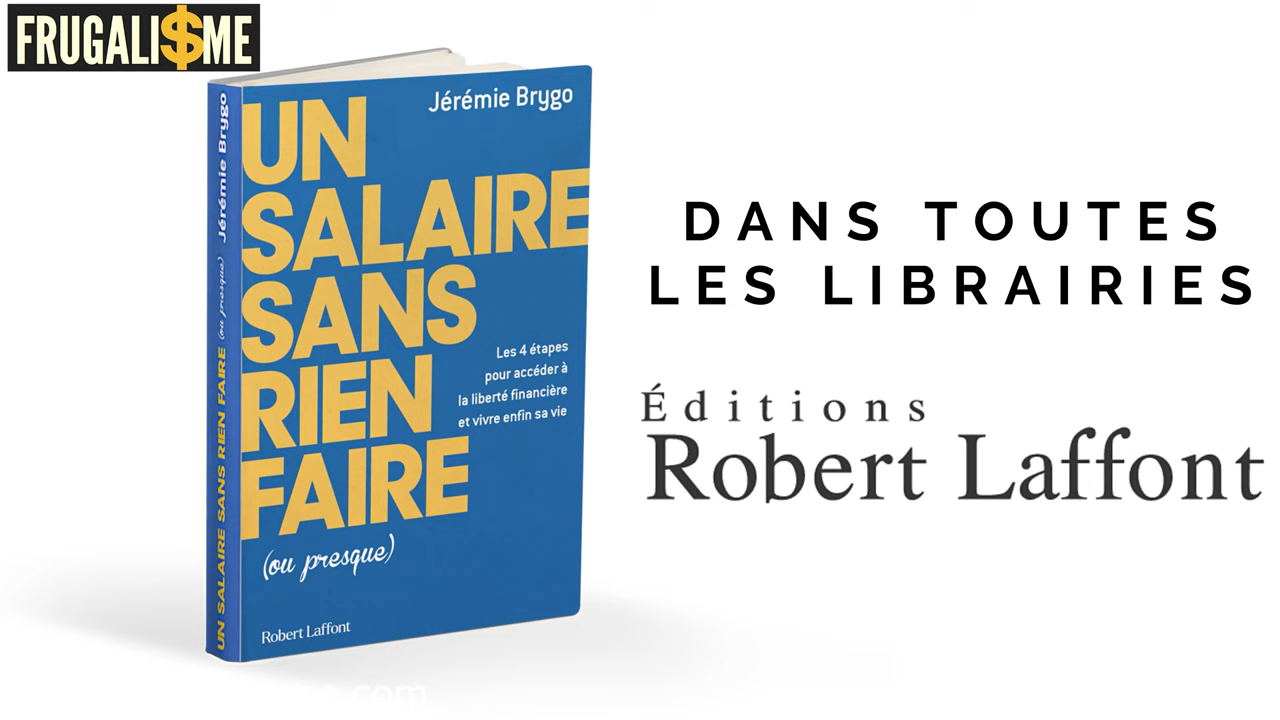 FRUGALI$ME
Jérémie Brygo
UN
SALAIRE
SANS
RIEN
FAIRE
(ou presque)
Les 4 étapes
pour accéder à
la liberté financière
et vivre enfin sa vie
Robert Laffont
UN SALAIRE SANS RIEN FAIRE (ou presque) Jérémie Brygo
DANS TOUTES
LES LIBRAIRIES
Éditions
Robert Laffont
.com